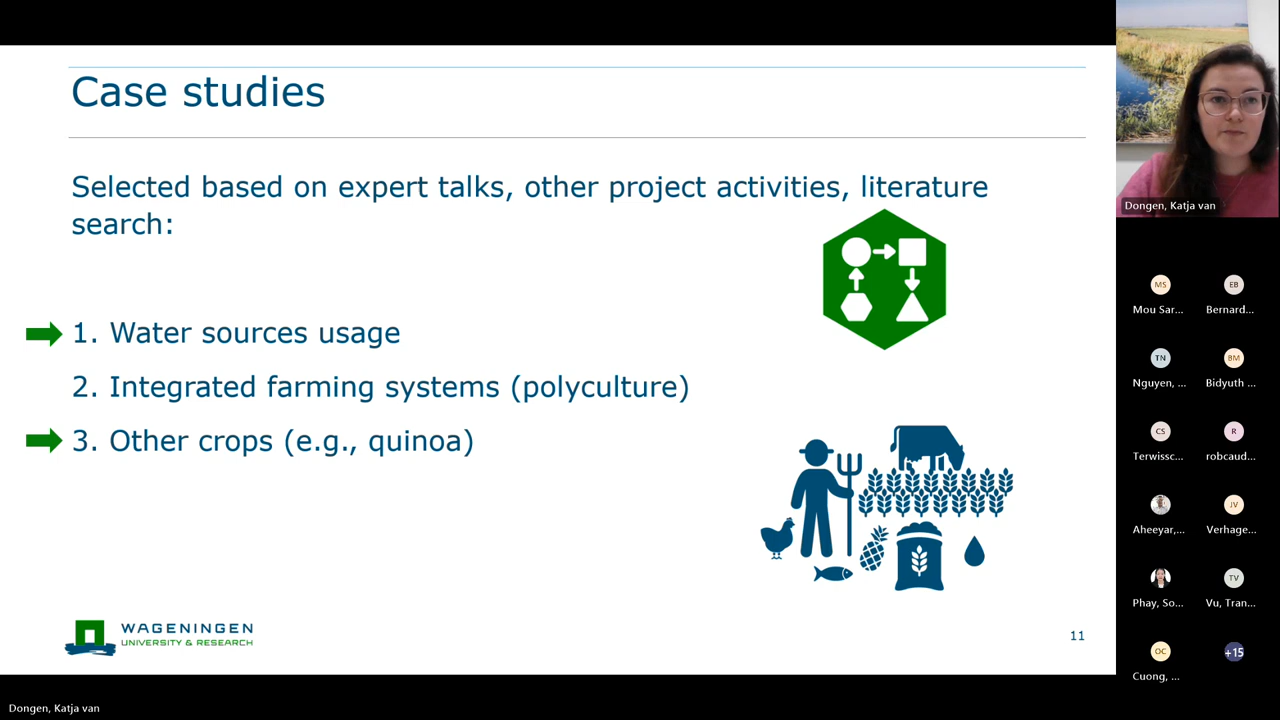 Case studies
Selected based on expert talks, other project activities, literature
search:
1. Water sources usage
2. Integrated farming systems (polyculture)
3. Other crops (e.g., quinoa)
WAGENINGEN
UNIVERSITY & RESEARCH
11
Dongen, Katja van
MS
EB
Mou Sar...
Bernard...
TN
BM
Nguyen, ...
Bidyuth ...
CS
R
Terwissc...
robcaud...
JV
Aheeyar,...
Verhage...
TV
Phay, So...
Vu, Tran...
OC
+15
Cuong, ...
Dongen, Katja van